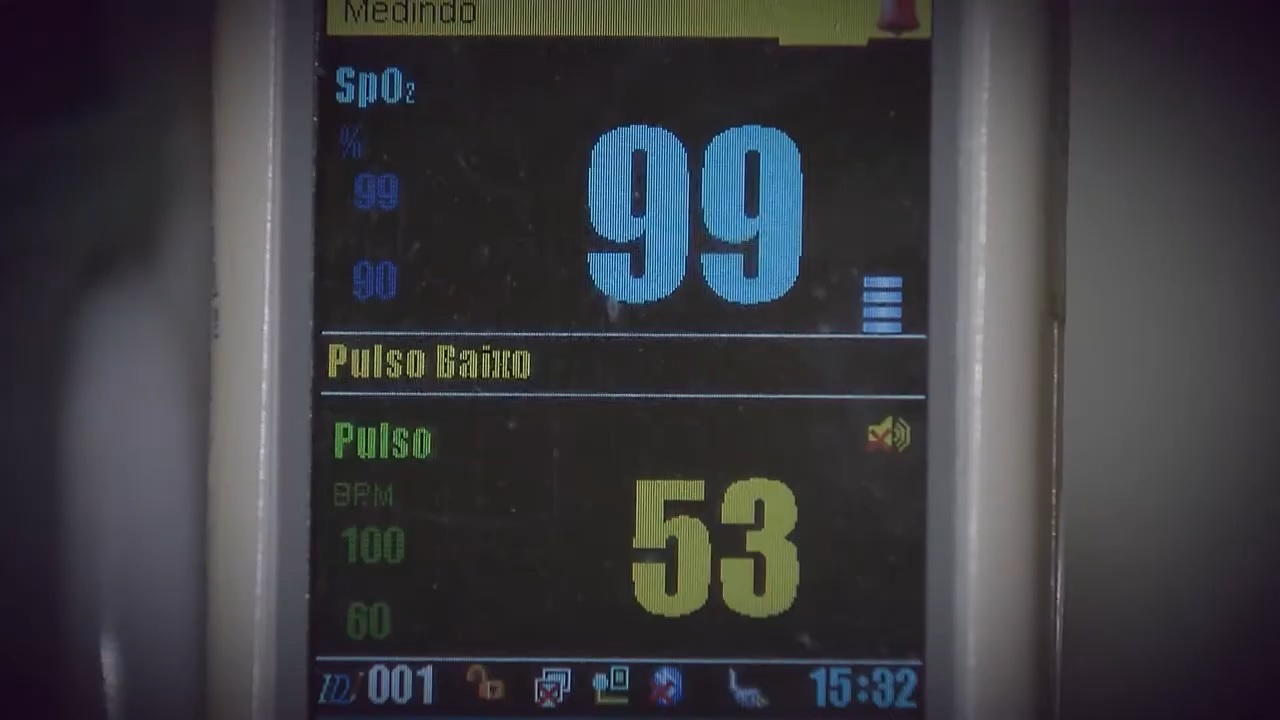 Medindo
SpO₂
%
99
99
90
Pulso Baixo
Pulso
BPM
53
100
60
ID/ 001
15:32